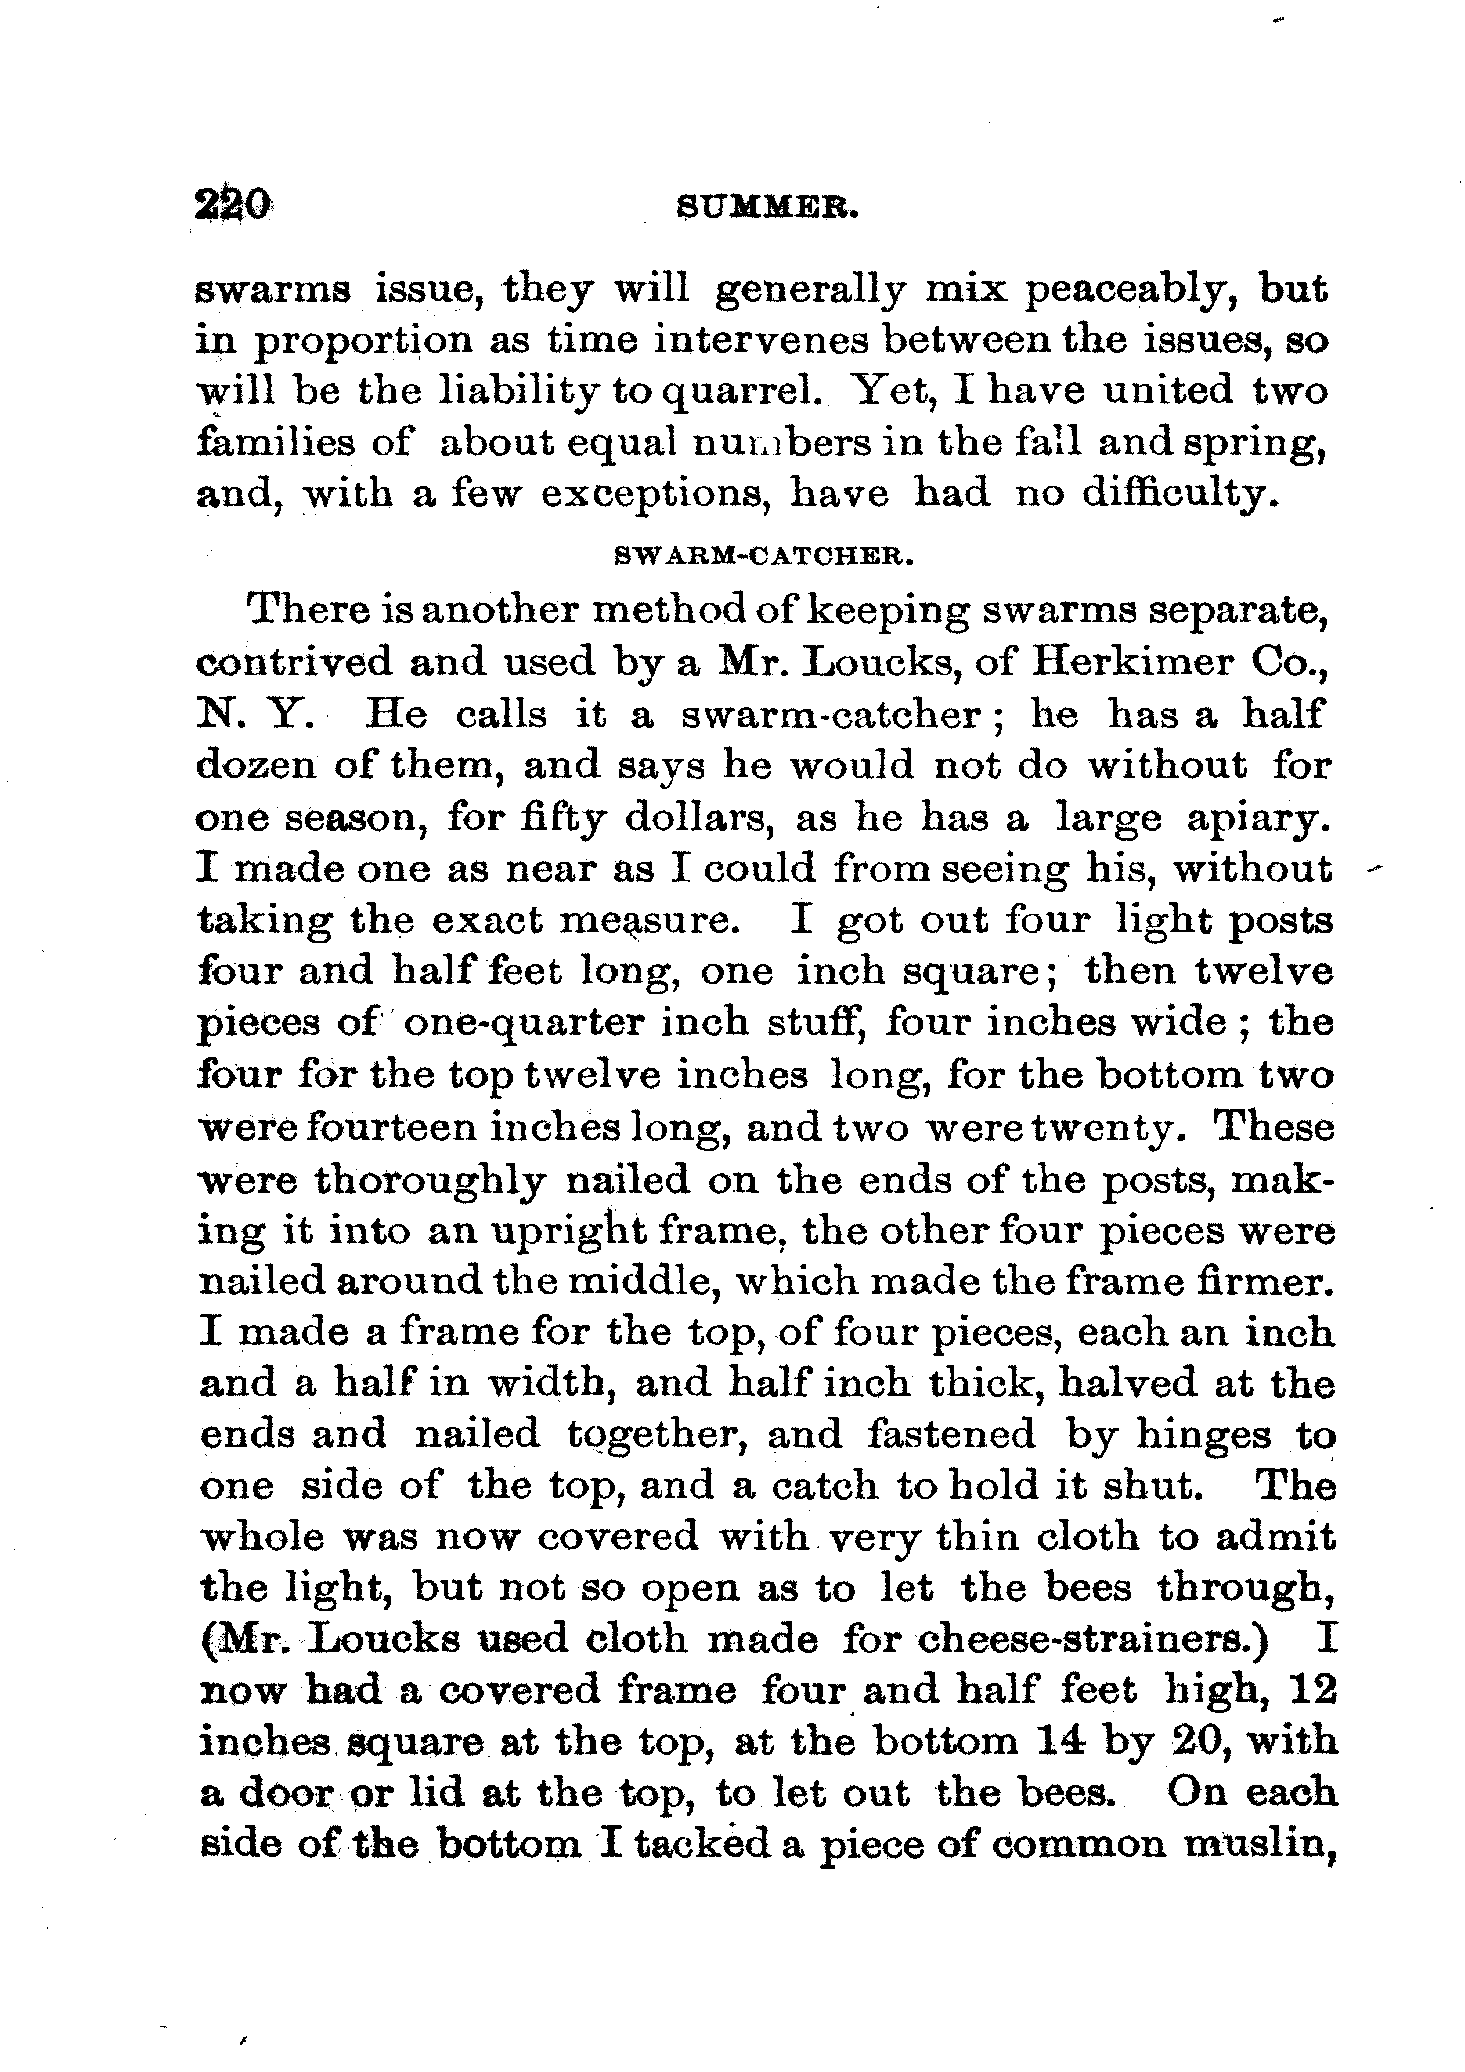 220 SUMMER.
swarms issue, they will generally mix peaceably, but
in proportion as time intervenes between the issues, so
will be the liability to quarrel. Yet, I have united two
families of about equal numbers in the fall and spring,
and, with a few exceptions, have had no difficulty.
SWARM-CATCHER.
There is another method of keeping swarms separate,
contrived and used by a Mr. Loucks, of Herkimer Co.,
N. Y. He calls it a swarm-catcher; he has a half
dozen of them, and says he would not do without for
one season, for fifty dollars, as he has a large apiary.
I made one as near as I could from seeing his, without
taking the exact measure. I got out four light posts
four and half feet long, one inch square; then twelve
pieces of one-quarter inch stuff, four inches wide; the
four for the top twelve inches long, for the bottom two
were fourteen inches long, and two were twenty. These
were thoroughly nailed on the ends of the posts, mak-
ing it into an upright frame, the other four pieces were
nailed around the middle, which made the frame firmer.
I made a frame for the top, of four pieces, each an inch
and a half in width, and half inch thick, halved at the
ends and nailed together, and fastened by hinges to
one side of the top, and a catch to hold it shut. The
whole was now covered with very thin cloth to admit
the light, but not so open as to let the bees through,
(Mr. Loucks used cloth made for cheese-strainers.) I
now had a covered frame four and half feet high, 12
inches square at the top, at the bottom 14 by 20, with
a door or lid at the top, to let out the bees. On each
side of the bottom I tacked a piece of common muslin,